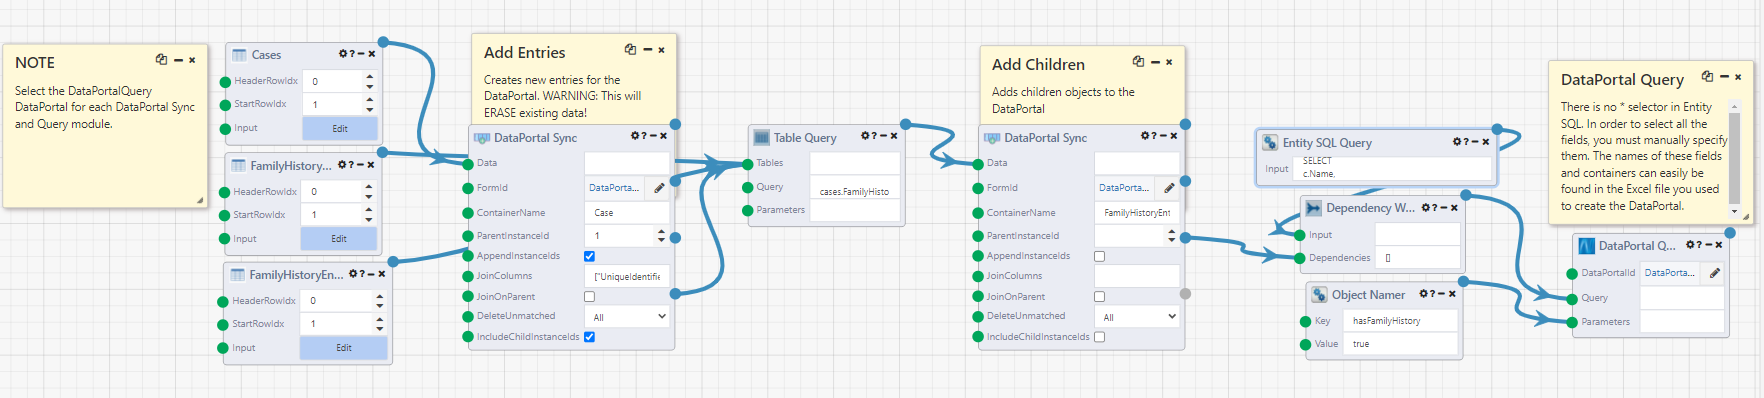 NOTE
Select the DataPortalQuery
DataPortal for each DataPortal Sync
and Query module.
Cases
HeaderRowIdx
0
StartRowIdx
1
Input
Edit
FamilyHistory...
HeaderRowIdx
0
StartRowIdx
1
Input
Edit
FamilyHistoryEn...
HeaderRowIdx
0
StartRowIdx
1
Input
Edit
Add Entries
Creates new entries for the
DataPortal. WARNING: This will
ERASE existing data!
DataPortal Sync
Data
FormId
DataPorta...
ContainerName
Case
ParentInstanceId
1
AppendInstanceIds
JoinColumns
["UniqueIdentifie
JoinOnParent
DeleteUnmatched
All
IncludeChildInstanceIds
Table Query
Tables
Query
cases.FamilyHisto
Parameters
Add Children
Adds children objects to the
DataPortal
DataPortal Sync
Data
FormId
DataPorta...
ContainerName
FamilyHistoryEnt
ParentInstanceId
AppendInstanceIds
JoinColumns
JoinOnParent
DeleteUnmatched
All
IncludeChildInstanceIds
Entity SQL Query
Input
SELECT
c.Name,
Dependency W...
Input
Dependencies
[]
Object Namer
Key
hasFamilyHistory
Value
true
DataPortal Query
There is no * selector in Entity
SQL. In order to select all the
fields, you must manually specify
them. The names of these fields
and containers can easily be
found in the Excel file you used
to create the DataPortal.
DataPortal Q...
DataPortalId
DataPorta...
Query
Parameters